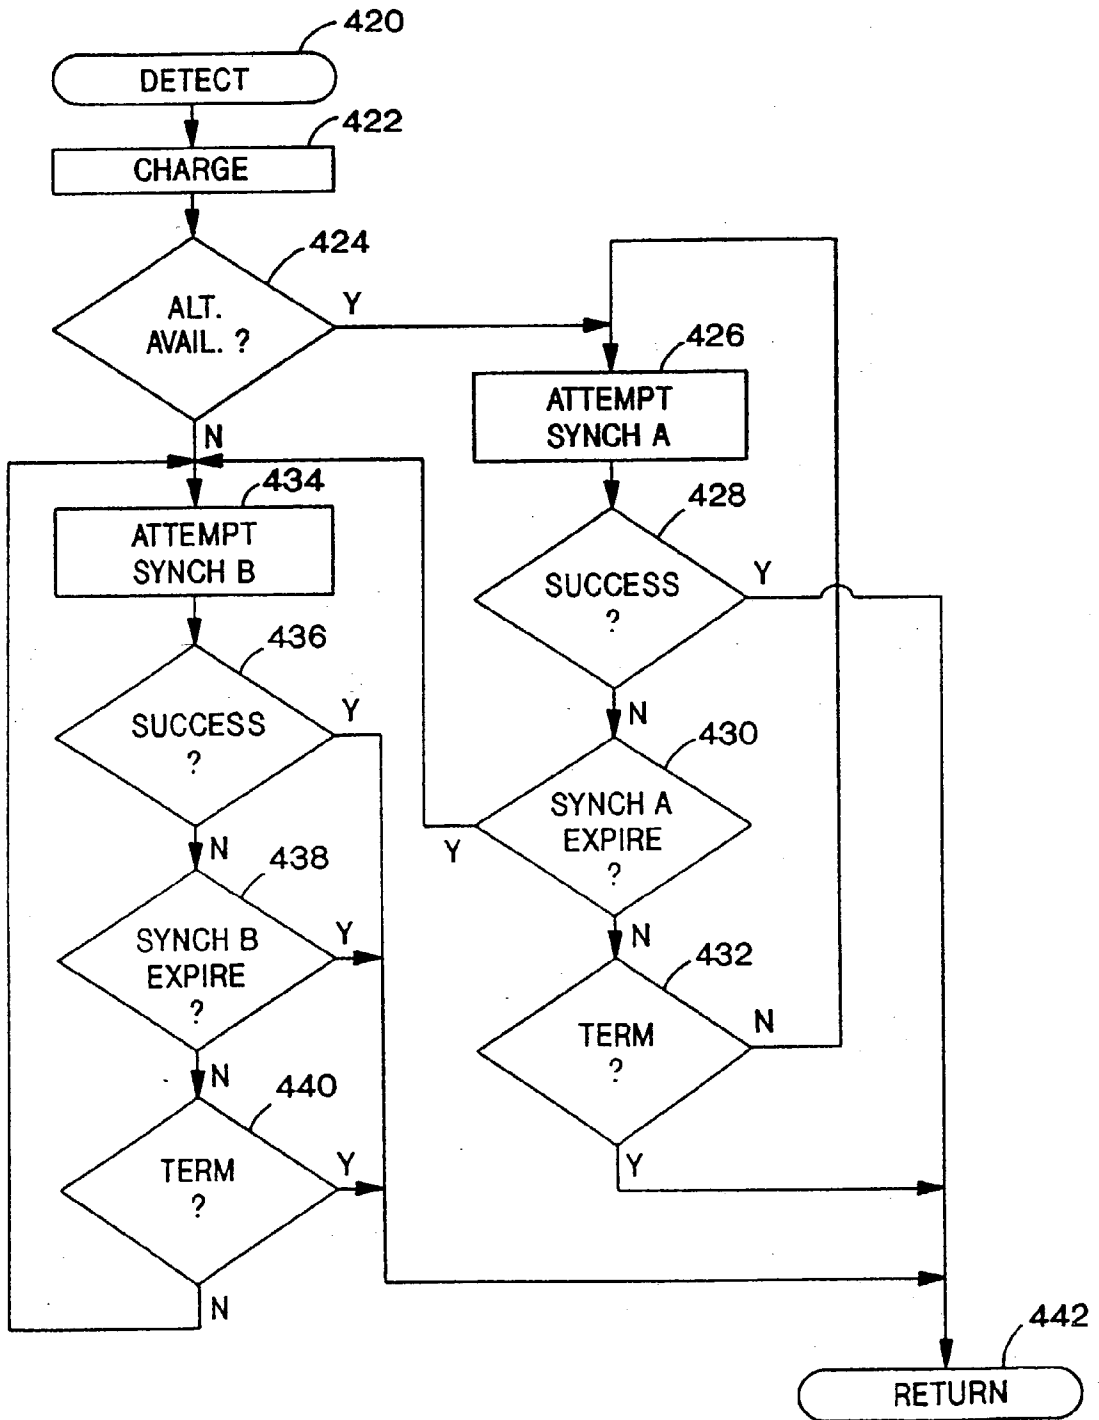 420
DETECT
422
CHARGE
424
ALT.
AVAIL. ?
Y
N
426
ATTEMPT
SYNCH A
428
SUCCESS
?
Y
N
430
SYNCH A
EXPIRE
?
Y
N
432
TERM
?
N
Y
434
ATTEMPT
SYNCH B
436
SUCCESS
?
Y
N
438
SYNCH B
EXPIRE
?
Y
N
440
TERM
?
Y
N
442
RETURN